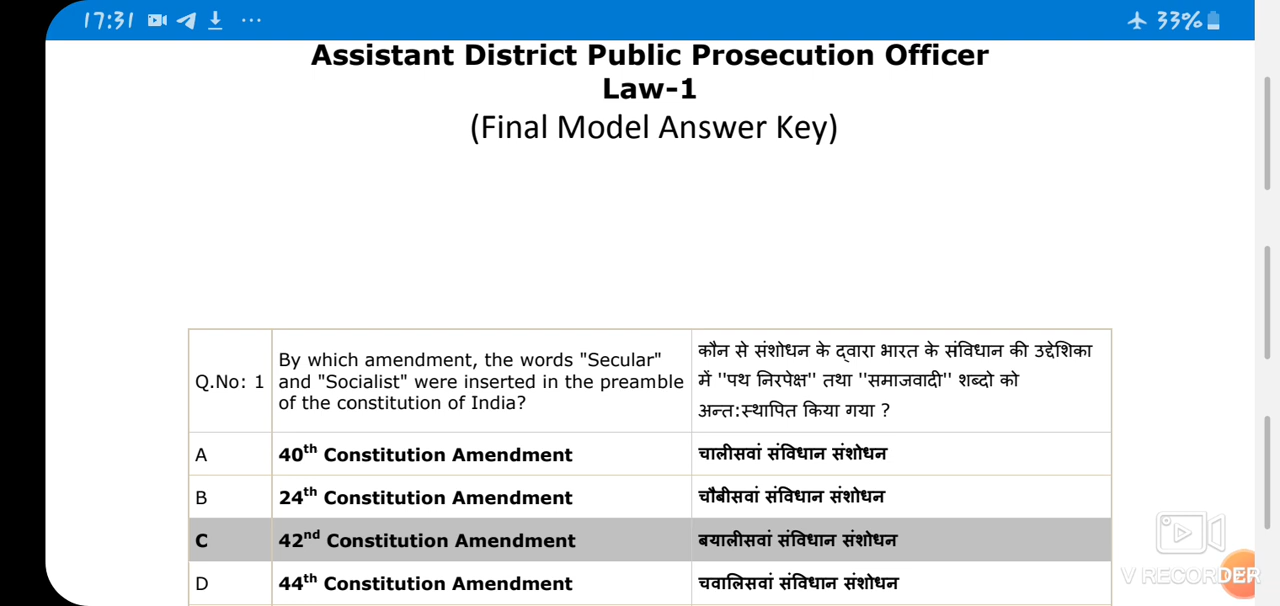 17:31
33%
Assistant District Public Prosecution Officer
Law-1
(Final Model Answer Key)
Q.No: 1
By which amendment, the words "Secular"
and "Socialist" were inserted in the preamble
of the constitution of India?
कौन से संशोधन के द्वारा भारत के संविधान की उद्देशिका
में ''पथ निरपेक्ष'' तथा ''समाजवादी'' शब्दो को
अन्त:स्थापित किया गया ?
A 40th Constitution Amendment चालीसवां संविधान संशोधन
B 24th Constitution Amendment चौबीसवां संविधान संशोधन
C 42nd Constitution Amendment बयालीसवां संविधान संशोधन
D 44th Constitution Amendment चवालिसवां संविधान संशोधन
V RECORDER